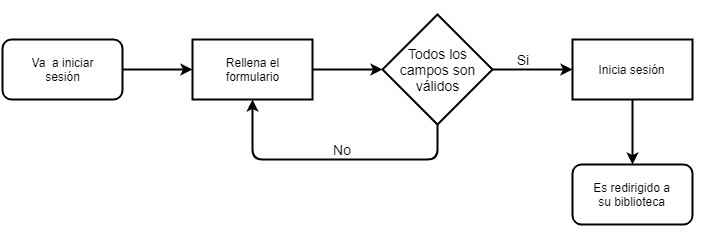 Va a iniciar
sesión
Rellena el
formulario
Todos los
campos son
válidos
Si
Inicia sesión
No
Es redirigido a
su biblioteca